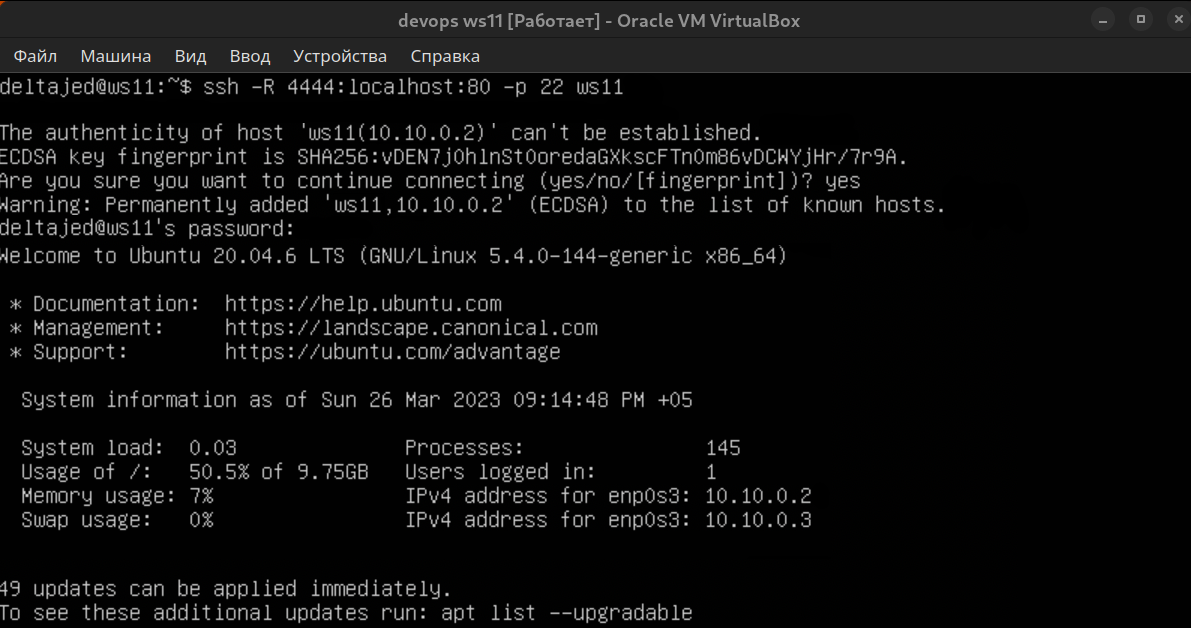 devops ws11 [Работает] - Oracle VM VirtualBox
Файл Машина Вид Ввод Устройства Справка
deltajed@ws11:~$ ssh -R 4444:localhost:80 -p 22 ws11
The authenticity of host 'ws11(10.10.0.2)' can't be established.
ECDSA key fingerprint is SHA256:vDEN7jOhlnStOoredaGXkscFTnOm86vDCWYjHr/7r9A.
Are you sure you want to continue connecting (yes/no/[fingerprint])? yes
Warning: Permanently added 'ws11,10.10.0.2' (ECDSA) to the list of known hosts.
deltajed@ws11's password:
Welcome to Ubuntu 20.04.6 LTS (GNU/Linux 5.4.0-144-generic x86_64)
* Documentation: https://help.ubuntu.com
* Management: https://landscape.canonical.com
* Support: https://ubuntu.com/advantage
System information as of Sun 26 Mar 2023 09:14:48 PM +05
System load: 0.03 Processes: 145
Usage of /: 50.5% of 9.75GB Users logged in: 1
Memory usage: 7% IPv4 address for enp0s3: 10.10.0.2
Swap usage: 0% IPv4 address for enp0s3: 10.10.0.3
49 updates can be applied immediately.
To see these additional updates run: apt list --upgradable